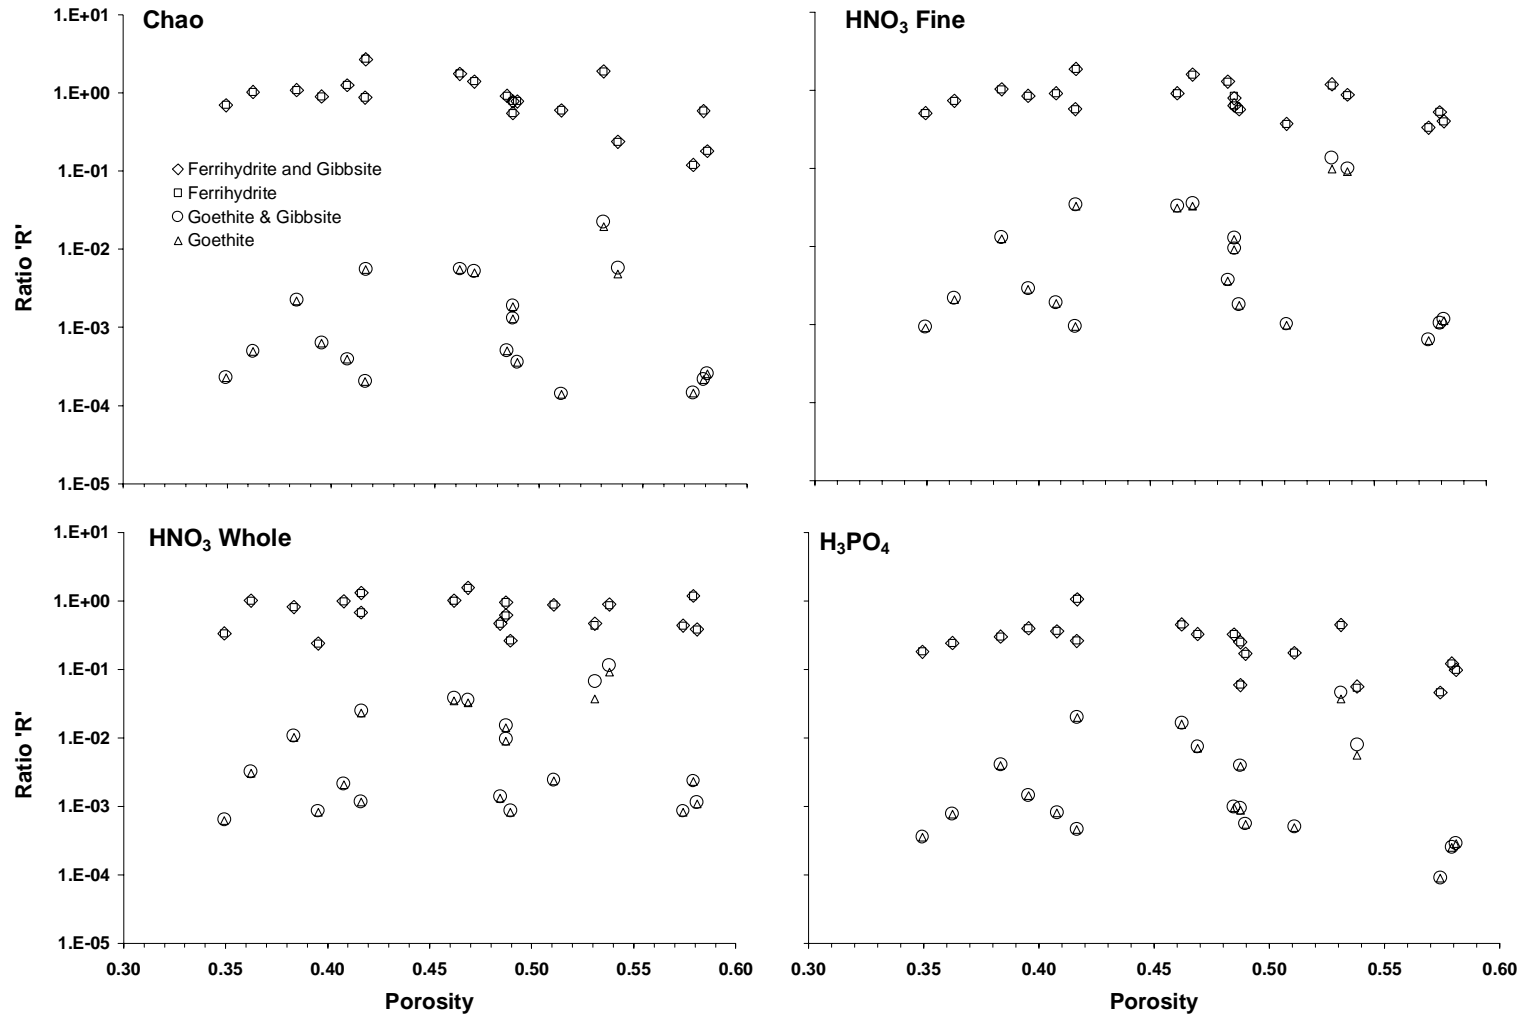 Chao
1.E+01
1.E+00
1.E-01
1.E-02
1.E-03
1.E-04
1.E-05
Ratio 'R'
Ferrihydrite and Gibbsite
Ferrihydrite
Goethite & Gibbsite
Goethite
HNO3 Fine
HNO3 Whole
1.E+01
1.E+00
1.E-01
1.E-02
1.E-03
1.E-04
1.E-05
Ratio 'R'
0.30 0.35 0.40 0.45 0.50 0.55 0.60
Porosity
H3PO4
0.30 0.35 0.40 0.45 0.50 0.55 0.60
Porosity